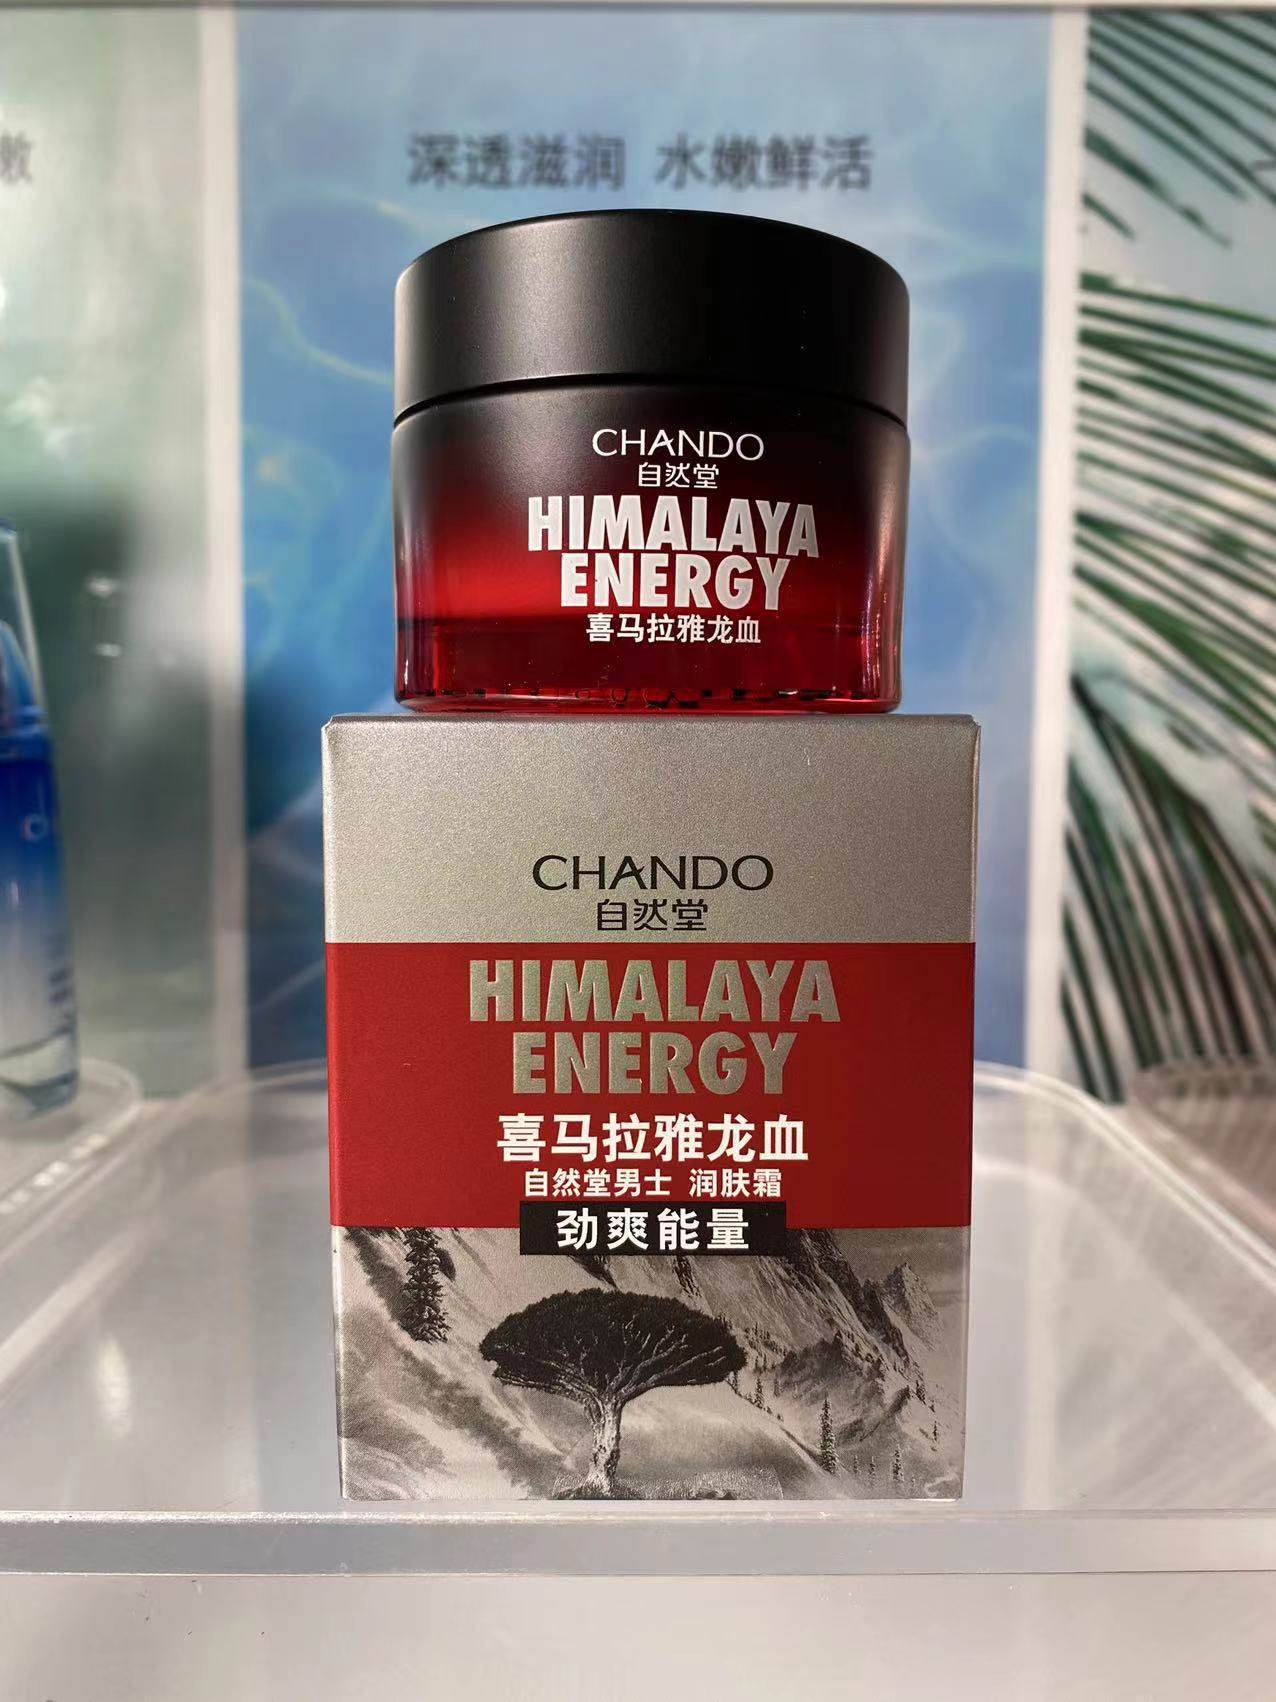 深透滋润 水嫩鲜活
CHANDO
自然堂
HIMALAYA
ENERGY
喜马拉雅龙血
CHANDO
自然堂
HIMALAYA
ENERGY
喜马拉雅龙血
自然堂男士 润肤霜
劲爽能量